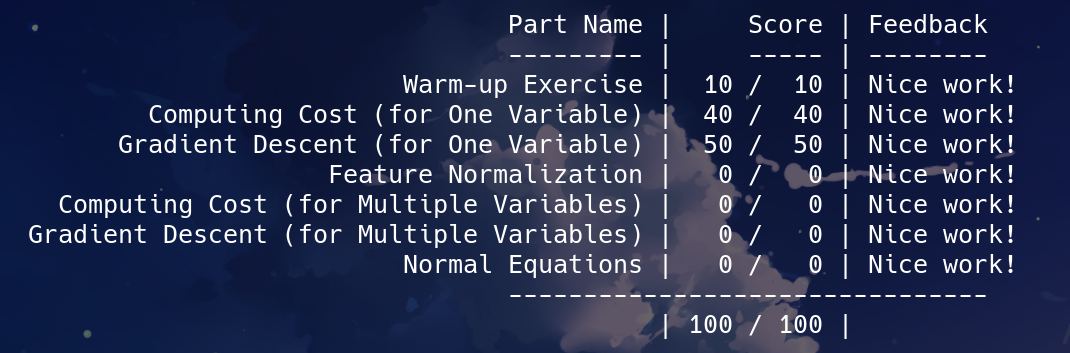 Part Name |     Score | Feedback
--------- |     ----- | --------
Warm-up Exercise |  10 /  10 | Nice work!
Computing Cost (for One Variable) |  40 /  40 | Nice work!
Gradient Descent (for One Variable) |  50 /  50 | Nice work!
Feature Normalization |   0 /   0 | Nice work!
Computing Cost (for Multiple Variables) |   0 /   0 | Nice work!
Gradient Descent (for Multiple Variables) |   0 /   0 | Nice work!
Normal Equations |   0 /   0 | Nice work!
--------------------------------
| 100 / 100 |